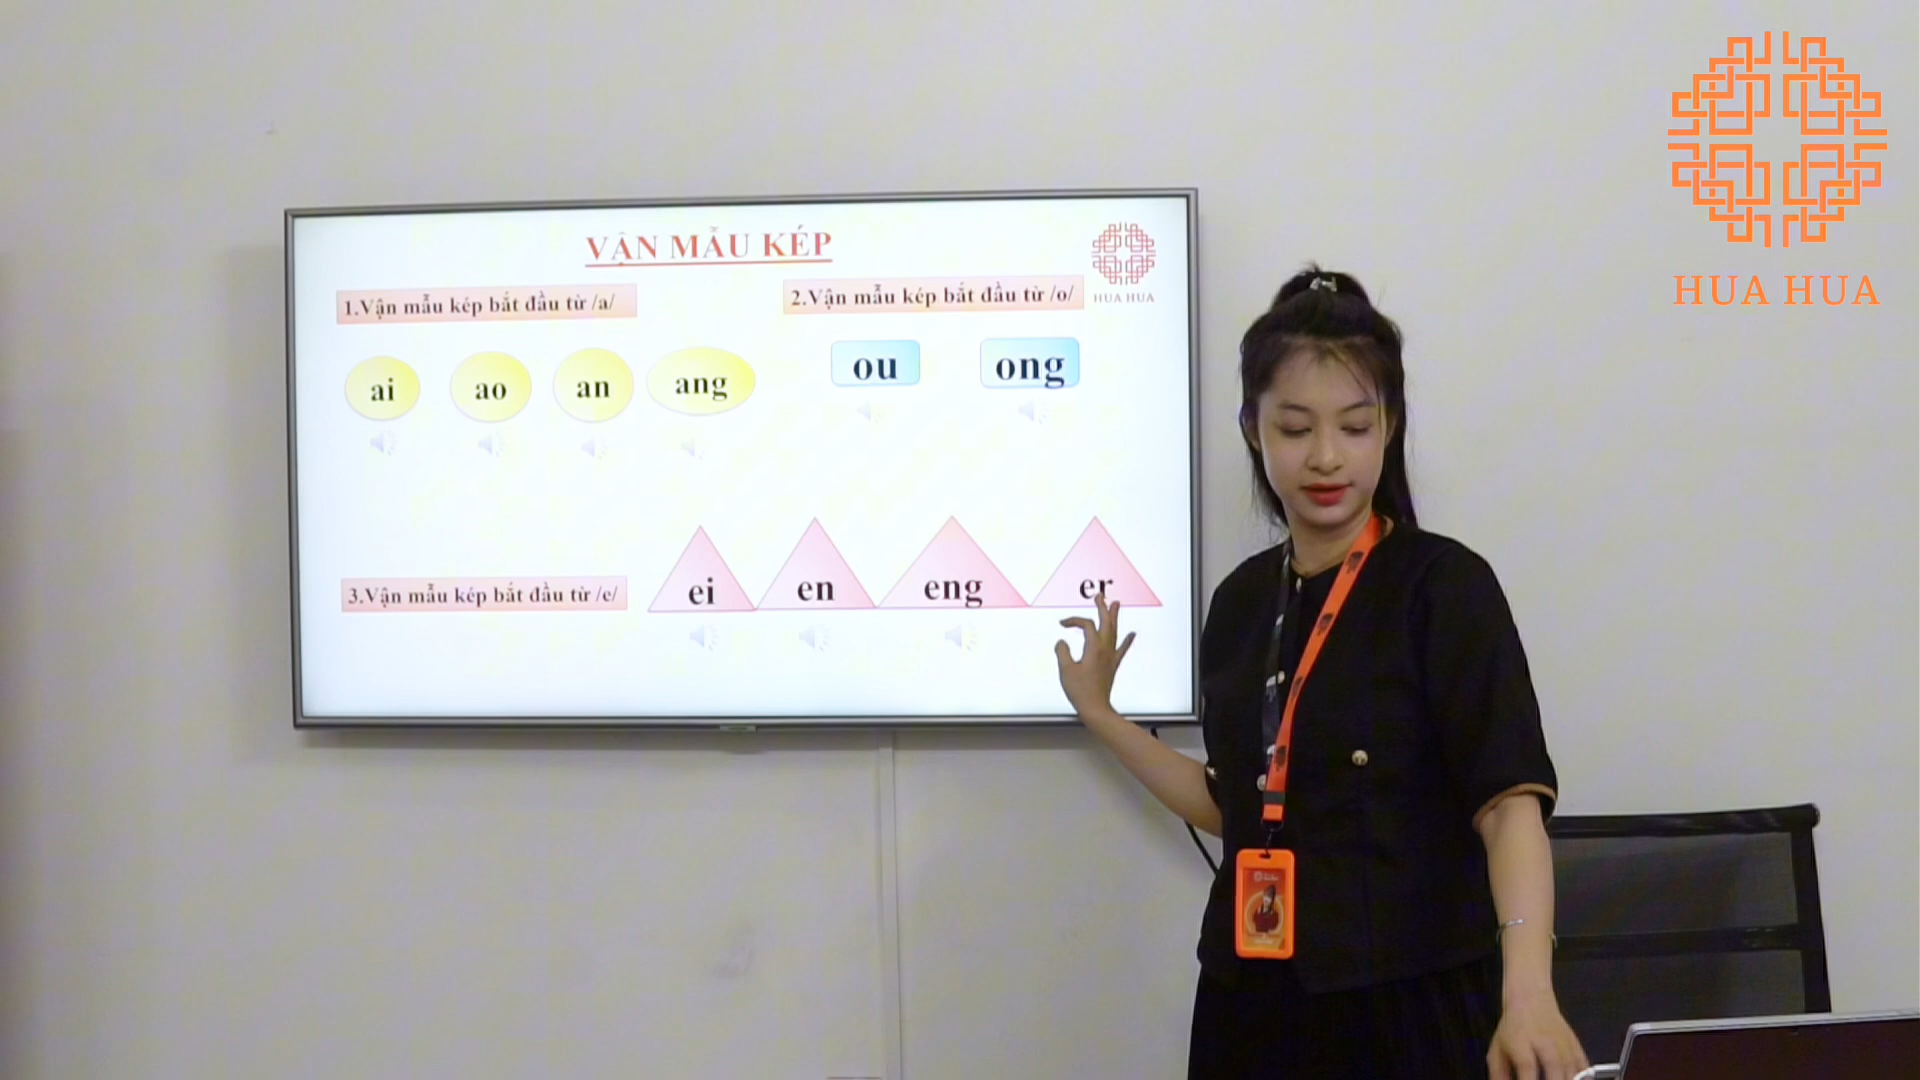 VẬN MẪU KÉP
HUA HUA
1.Vận mẫu kép bắt đầu từ /a/
2.Vận mẫu kép bắt đầu từ /o/
ai ao an ang
ou ong
3.Vận mẫu kép bắt đầu từ /e/
ei en eng er
HUA HUA